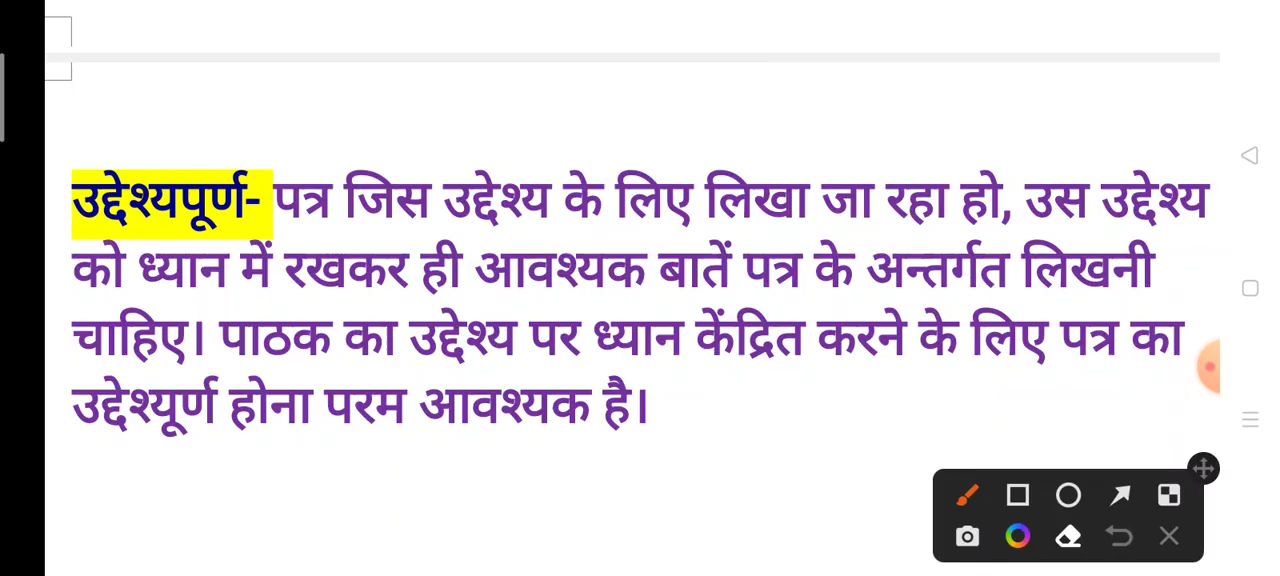 उद्देश्यपूर्ण- पत्र जिस उद्देश्य के लिए लिखा जा रहा हो, उस उद्देश्य
को ध्यान में रखकर ही आवश्यक बातें पत्र के अन्तर्गत लिखनी
चाहिए। पाठक का उद्देश्य पर ध्यान केंद्रित करने के लिए पत्र का
उद्देश्यूर्ण होना परम आवश्यक है।